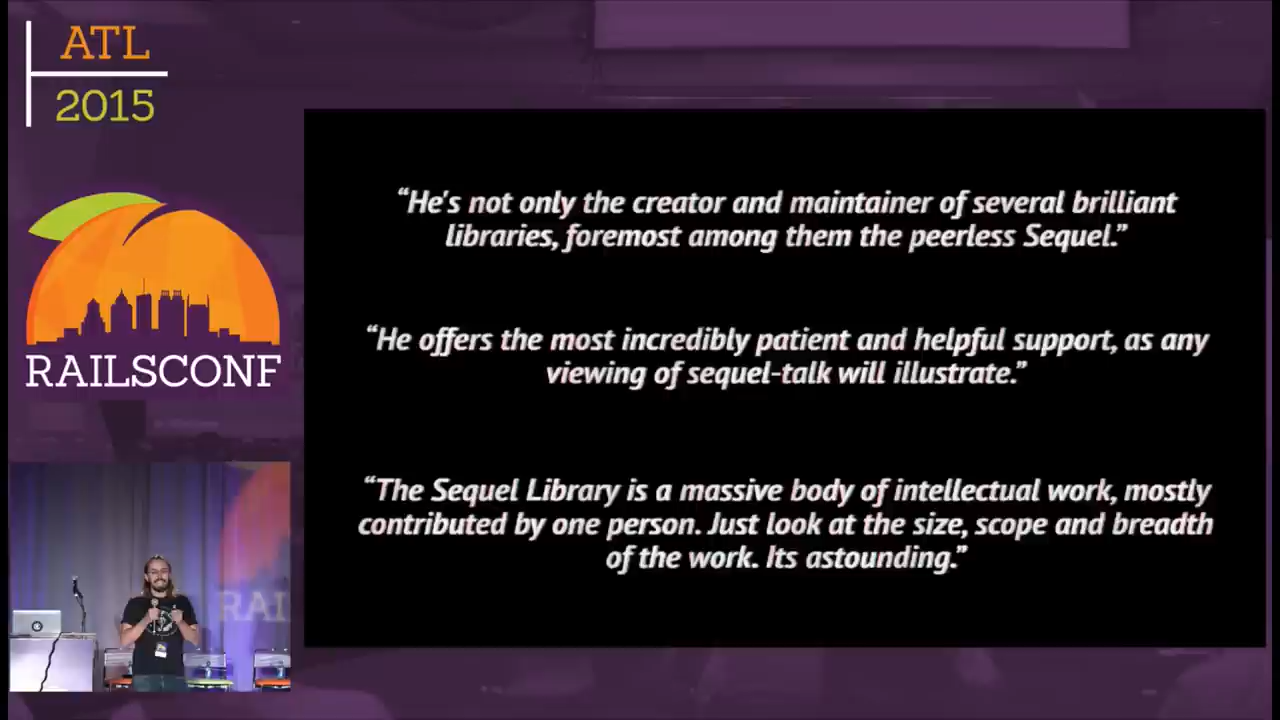 ATL
2015
RAILSCONF
“He's not only the creator and maintainer of several brilliant
libraries, foremost among them the peerless Sequel.”
“He offers the most incredibly patient and helpful support, as any
viewing of sequel-talk will illustrate.”
“The Sequel Library is a massive body of intellectual work, mostly
contributed by one person. Just look at the size, scope and breadth
of the work. Its astounding.”
RAI